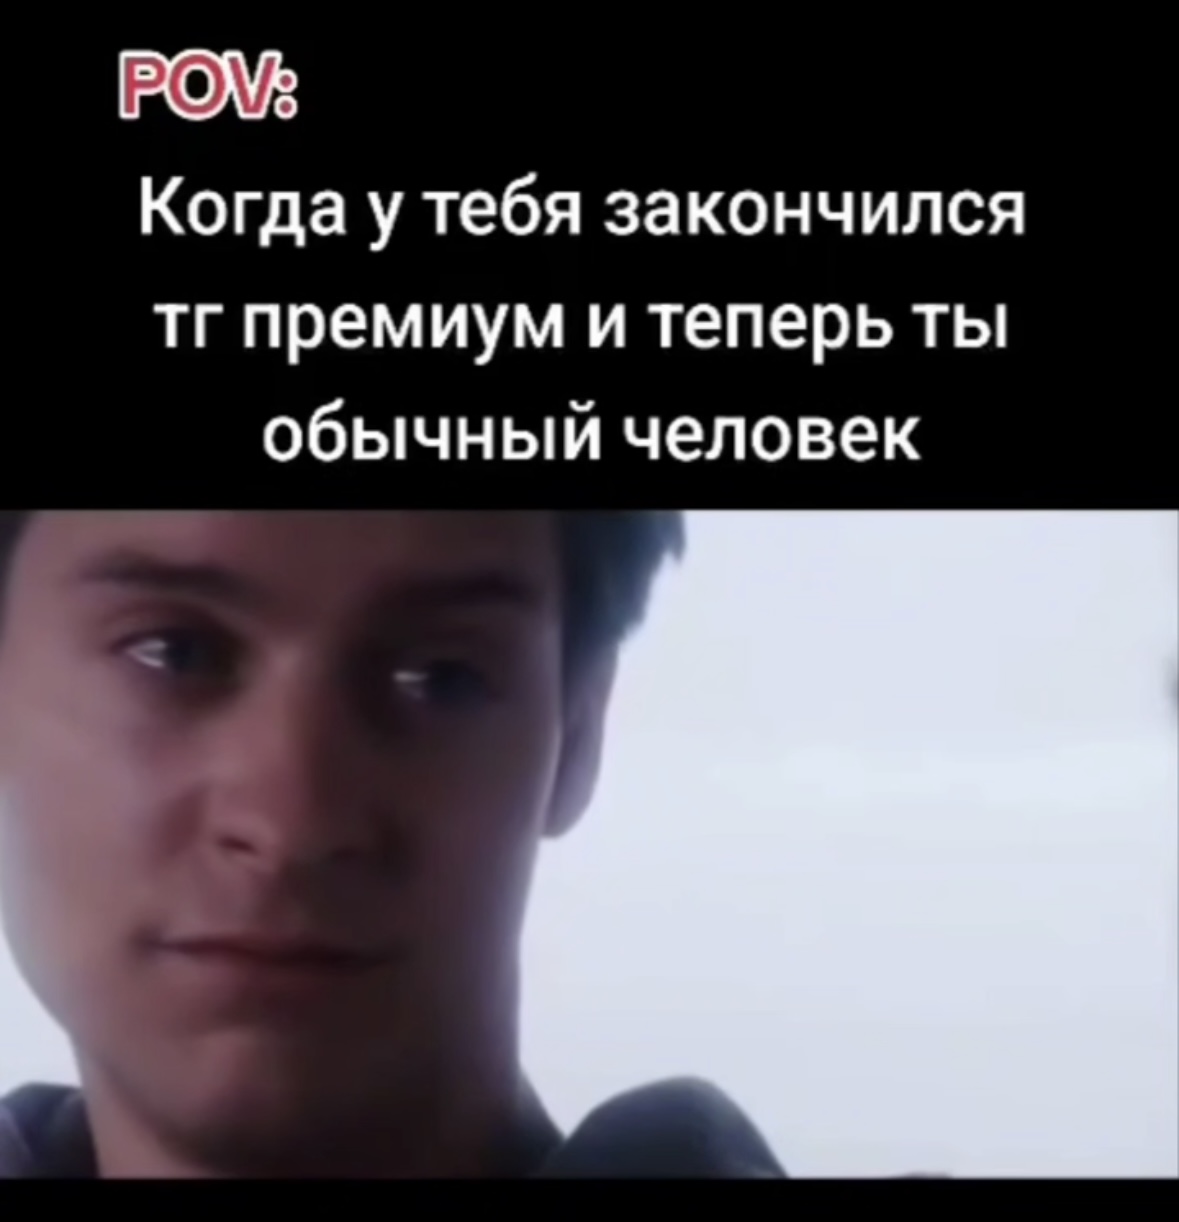 POV:
Когда у тебя закончился
тг премиум и теперь ты
обычный человек